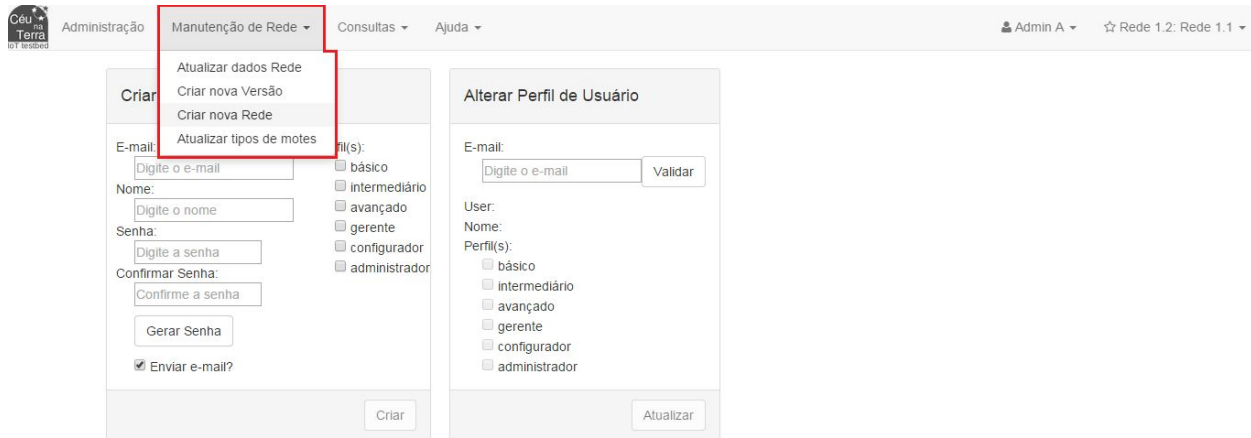 Céu
na
Terra
IoT testbed
Administração
Manutenção de Rede
Consultas
Ajuda
Admin A
Rede 1.2: Rede 1.1
Atualizar dados Rede
Criar nova Versão
Criar nova Rede
Atualizar tipos de motes
Criar
E-mail:
Digite o e-mail
Nome:
Digite o nome
Senha:
Digite a senha
Confirmar Senha:
Confirme a senha
Gerar Senha
Enviar e-mail?
fil(s):
básico
intermediário
avançado
gerente
configurador
administrador
Criar
Alterar Perfil de Usuário
E-mail:
Digite o e-mail
Validar
User:
Nome:
Perfil(s):
básico
intermediário
avançado
gerente
configurador
administrador
Atualizar